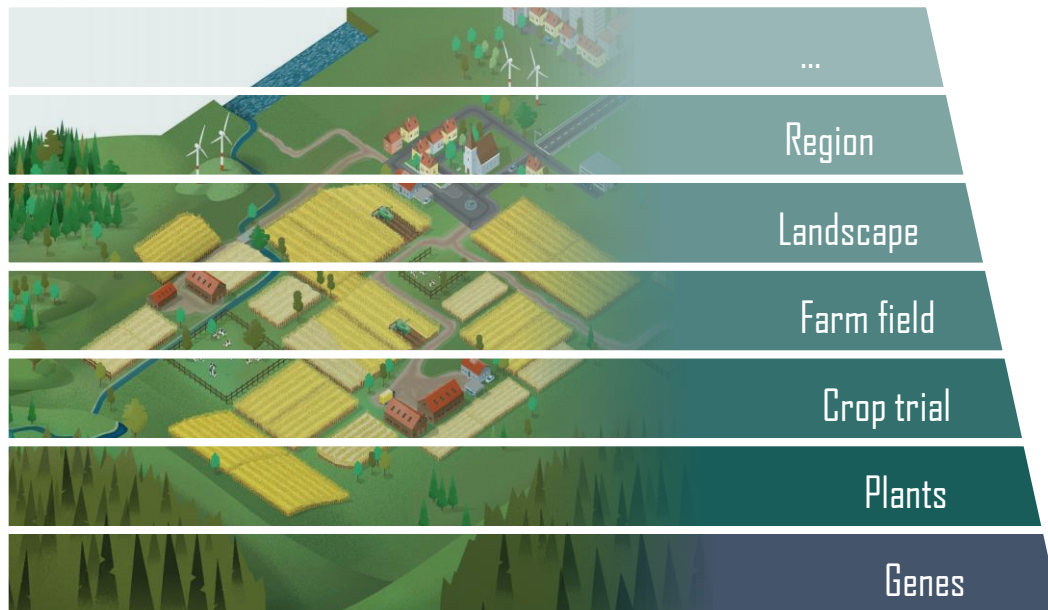 ...
Region
Landscape
Farm field
Crop trial
Plants
Genes